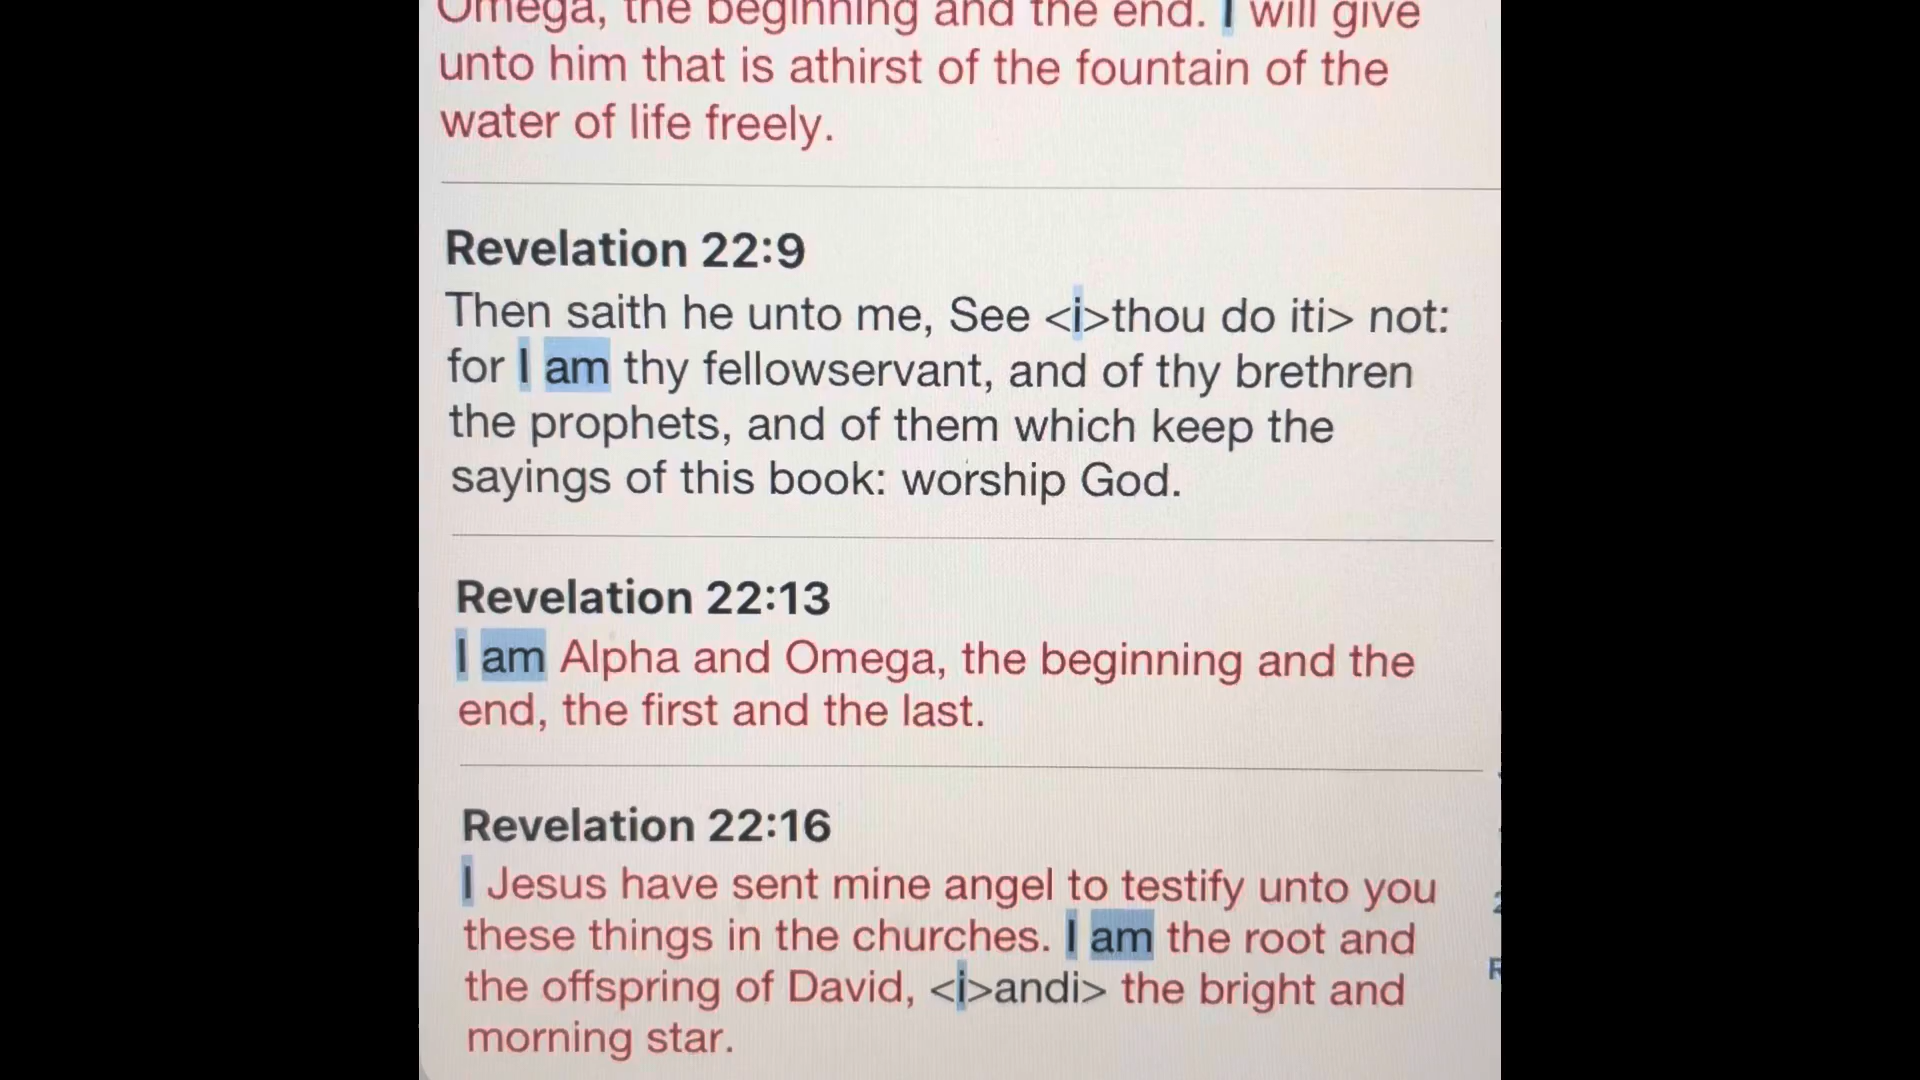 Omega, the beginning and the end. I will give
unto him that is athirst of the fountain of the
water of life freely.
Revelation 22:9
Then saith he unto me, See <i>thou do iti> not:
for I am thy fellowservant, and of thy brethren
the prophets, and of them which keep the
sayings of this book: worship God.
Revelation 22:13
I am Alpha and Omega, the beginning and the
end, the first and the last.
Revelation 22:16
I Jesus have sent mine angel to testify unto you
these things in the churches. I am the root and
the offspring of David, <i>andi> the bright and
morning star.